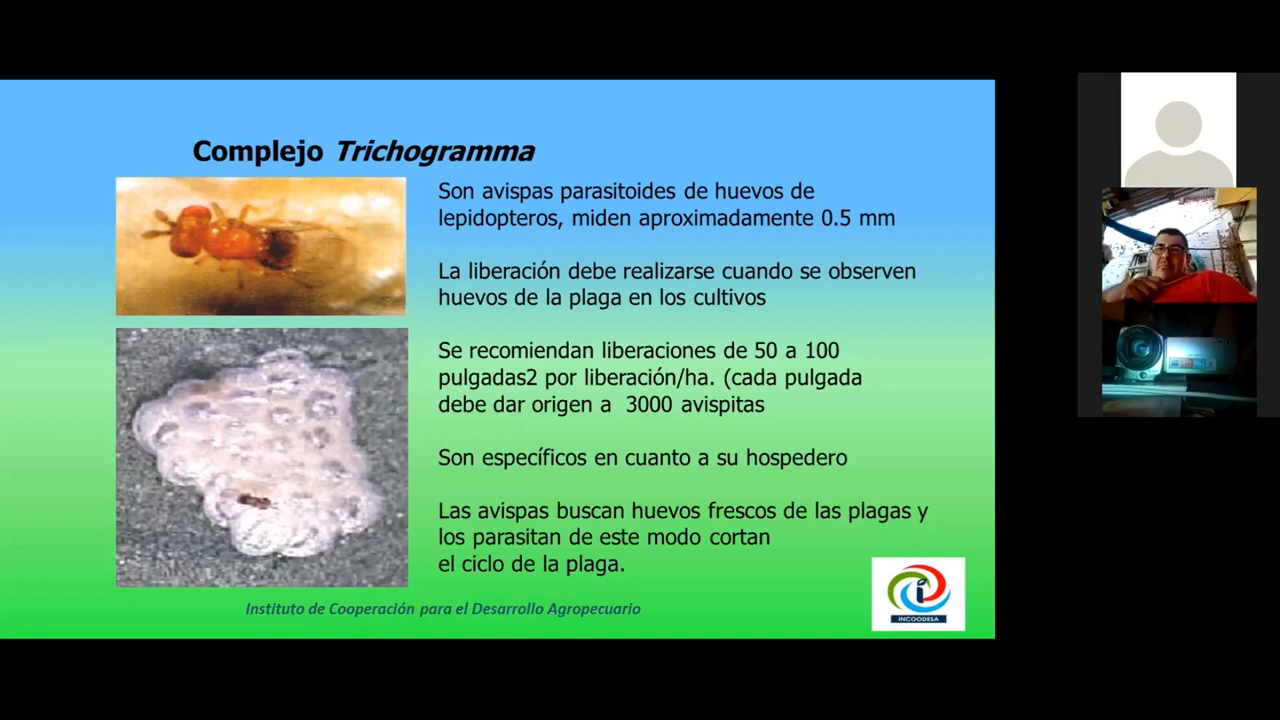 Complejo Trichogramma
Son avispas parasitoides de huevos de
lepidopteros, miden aproximadamente 0.5 mm
La liberación debe realizarse cuando se observen
huevos de la plaga en los cultivos
Se recomiendan liberaciones de 50 a 100
pulgadas2 por liberación/ha. (cada pulgada
debe dar origen a 3000 avispitas
Son específicos en cuanto a su hospedero
Las avispas buscan huevos frescos de las plagas y
los parasitan de este modo cortan
el ciclo de la plaga.
Instituto de Cooperación para el Desarrollo Agropecuario
INCOODESA